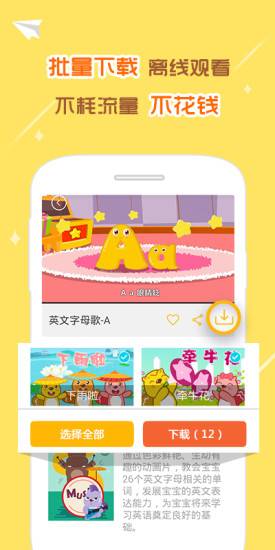 批量下载 离线观看
不耗流量 不花钱
Aa
A a 眼睛眨
英文字母歌-A
下雨啦
牵牛花
下雨啦
牵牛花
选择全部
下载（12）
通过色彩鲜艳、生动有
趣的动画片，教会宝宝
26个英文字母相关的单
词，发展宝宝的英文表
达能力，为宝宝将来学
习英语奠定良好的基
础。